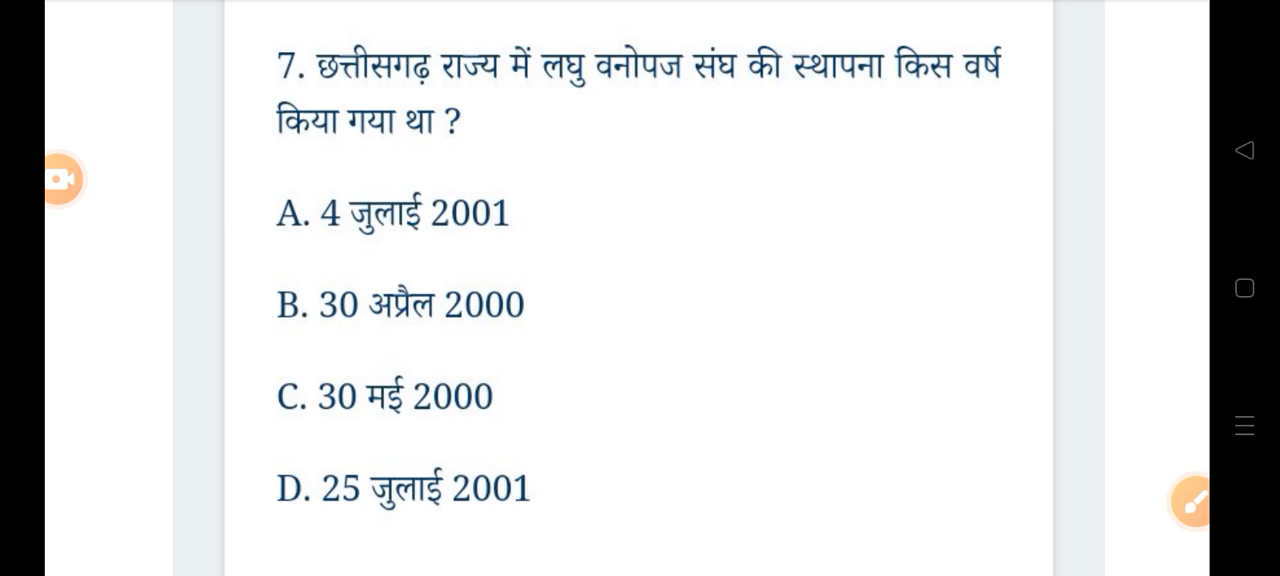 7. छत्तीसगढ़ राज्य में लघु वनोपज संघ की स्थापना किस वर्ष
किया गया था ?
A. 4 जुलाई 2001
B. 30 अप्रैल 2000
C. 30 मई 2000
D. 25 जुलाई 2001